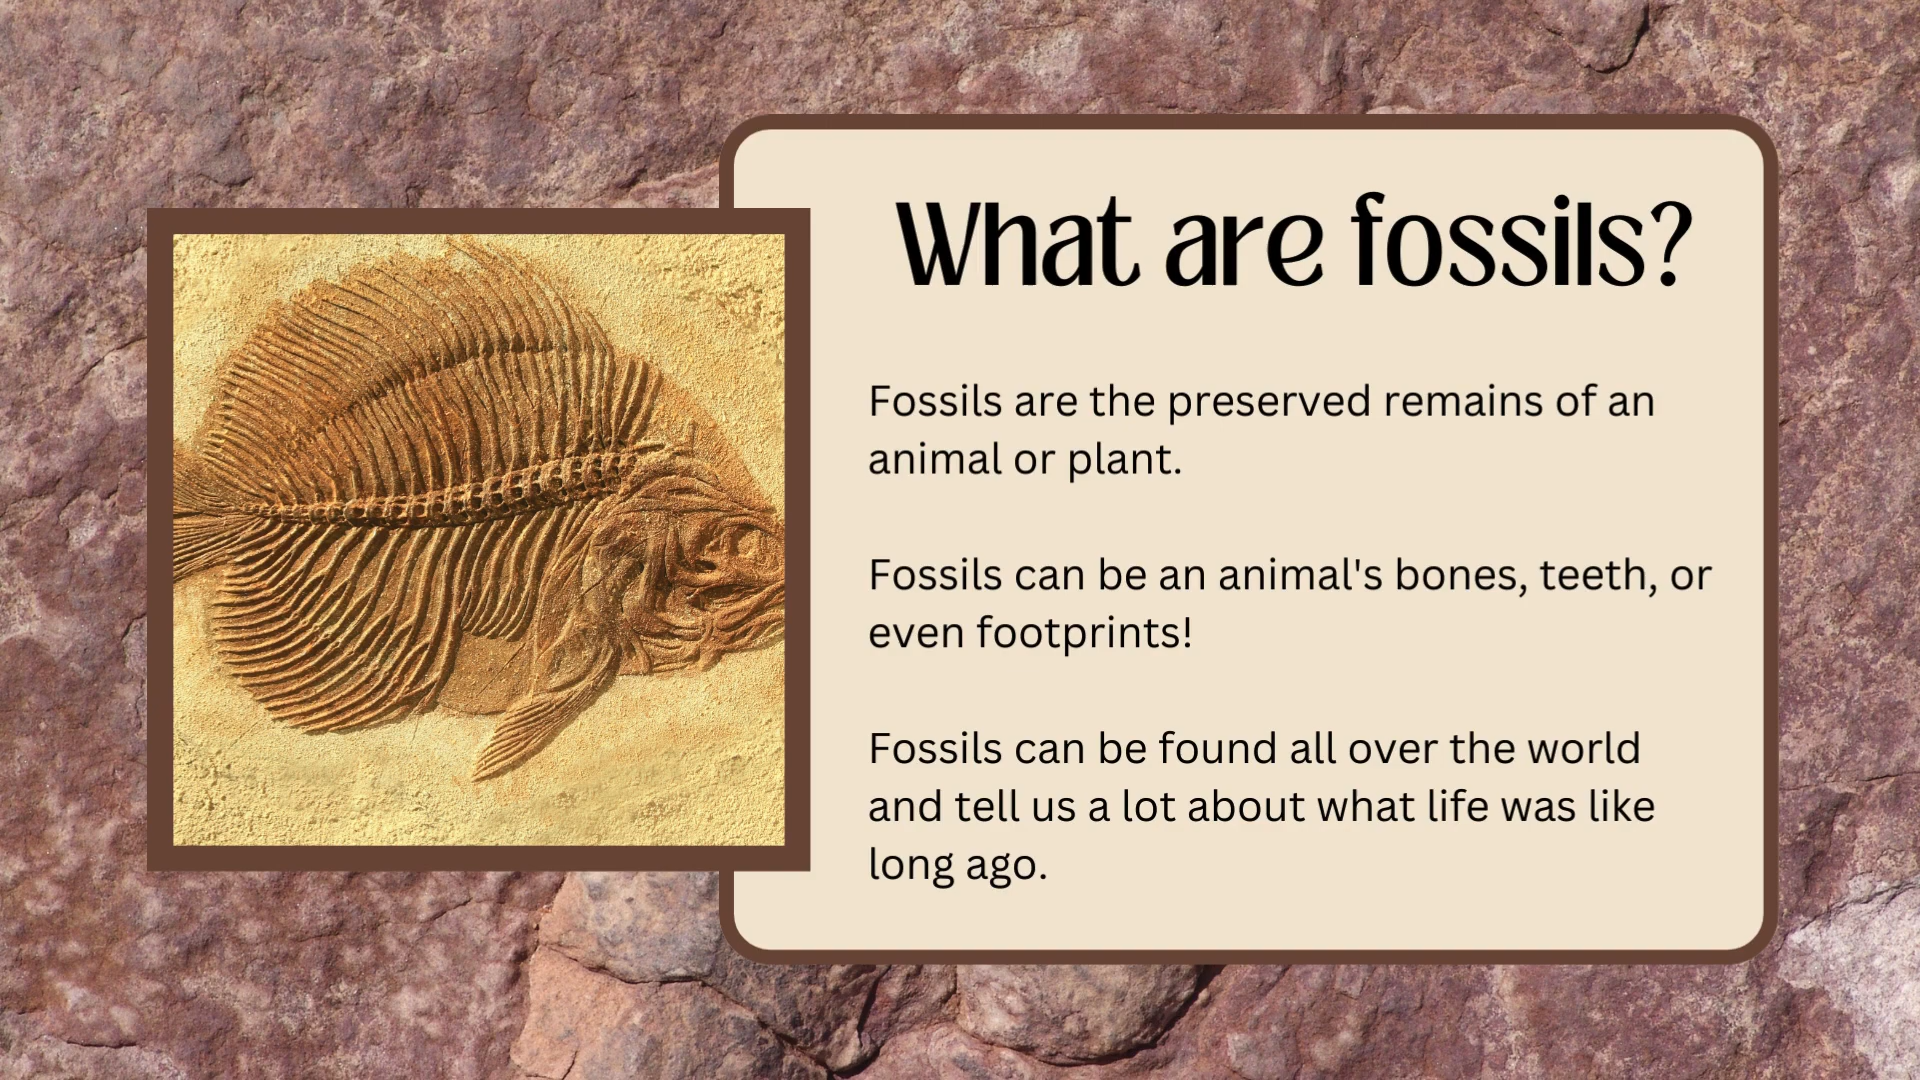 What are fossils?
Fossils are the preserved remains of an
animal or plant.
Fossils can be an animal's bones, teeth, or
even footprints!
Fossils can be found all over the world
and tell us a lot about what life was like
long ago.